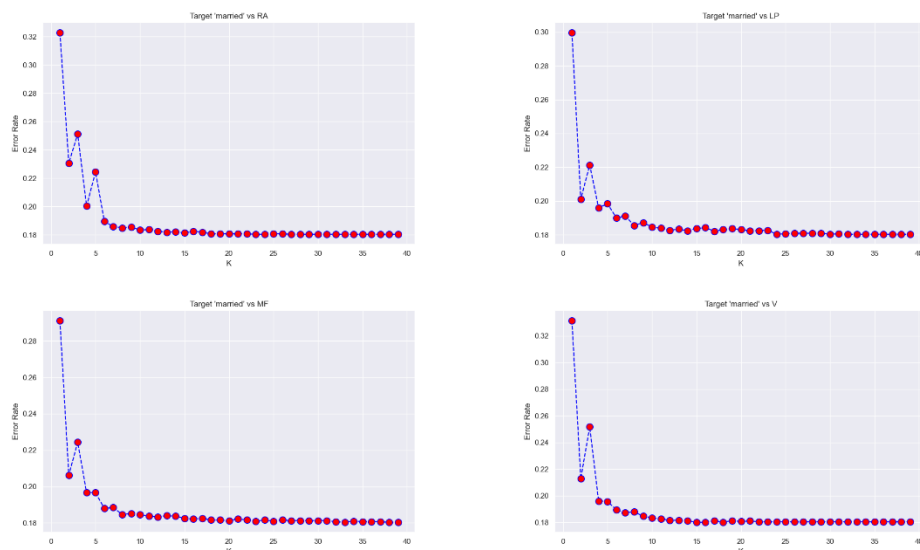 Target 'married' vs RA
Error Rate
0.32
0.30
0.28
0.26
0.24
0.22
0.20
0.18
0 5 10 15 20 25 30 35 40
K
Target 'married' vs LP
Error Rate
0.30
0.28
0.26
0.24
0.22
0.20
0.18
0 5 10 15 20 25 30 35 40
K
Target 'married' vs MF
Error Rate
0.28
0.26
0.24
0.22
0.20
0.18
0 5 10 15 20 25 30 35 40
K
Target 'married' vs V
Error Rate
0.32
0.30
0.28
0.26
0.24
0.22
0.20
0.18
0 5 10 15 20 25 30 35 40
K